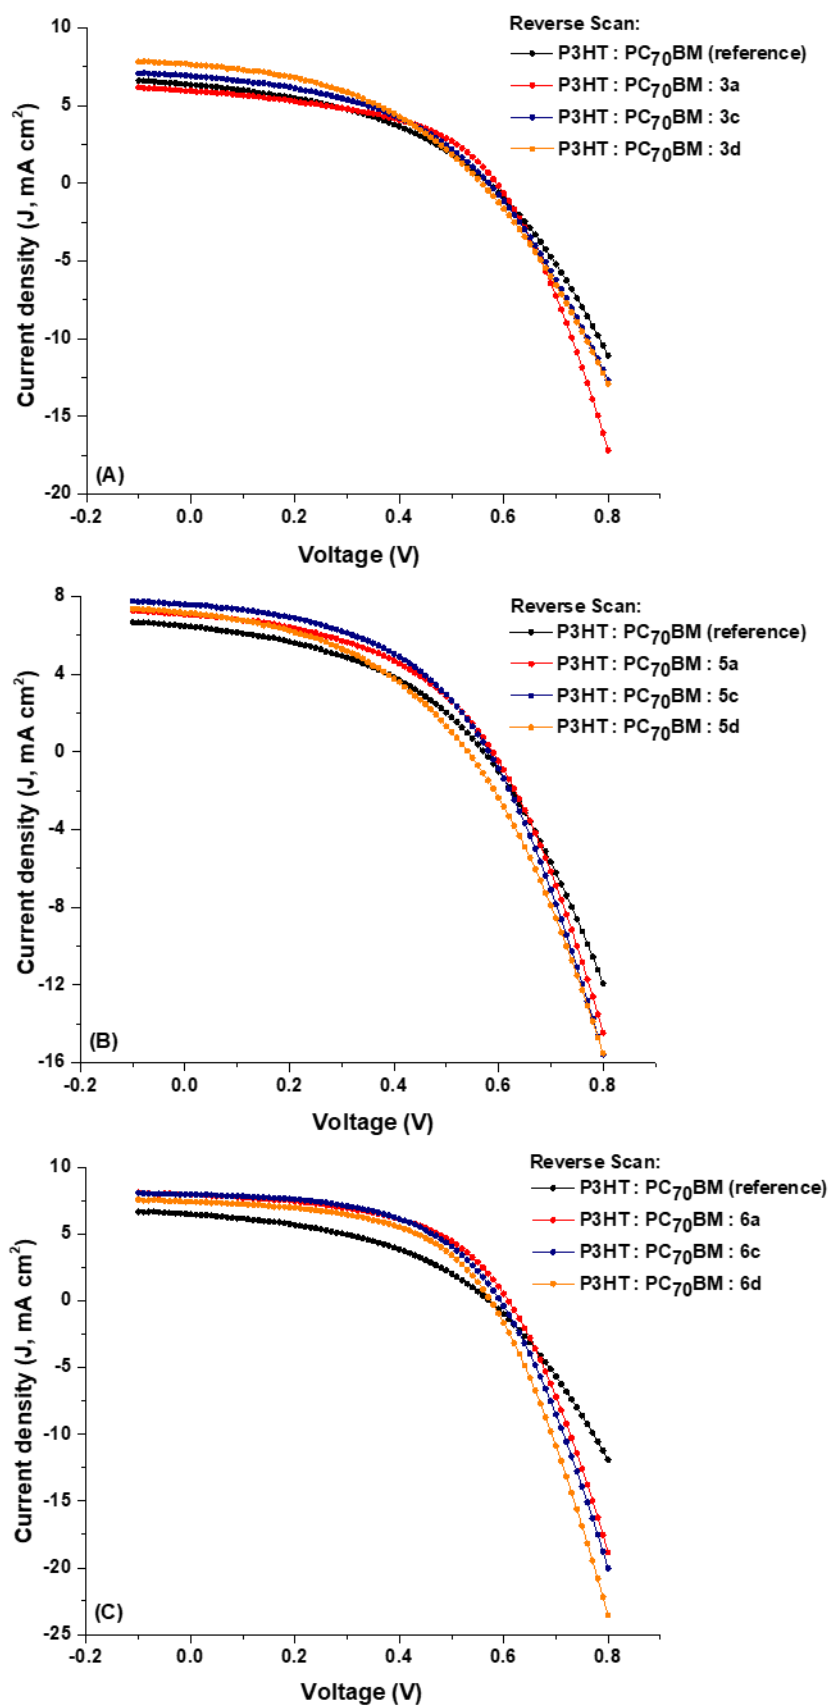 Reverse Scan:
P3HT : PC70BM (reference)
P3HT : PC70BM : 3a
P3HT : PC70BM : 3c
P3HT : PC70BM : 3d
Current density (J, mA cm²)
10
5
0
-5
-10
-15
-20
(A)
-0.2 0.0 0.2 0.4 0.6 0.8
Voltage (V)
Reverse Scan:
P3HT : PC70BM (reference)
P3HT : PC70BM : 5a
P3HT : PC70BM : 5c
P3HT : PC70BM : 5d
Current density (J, mA cm²)
8
4
0
-4
-8
-12
-16
(B)
-0.2 0.0 0.2 0.4 0.6 0.8
Voltage (V)
Reverse Scan:
P3HT : PC70BM (reference)
P3HT : PC70BM : 6a
P3HT : PC70BM : 6c
P3HT : PC70BM : 6d
Current density (J, mA cm²)
10
5
0
-5
-10
-15
-20
-25
(C)
-0.2 0.0 0.2 0.4 0.6 0.8
Voltage (V)